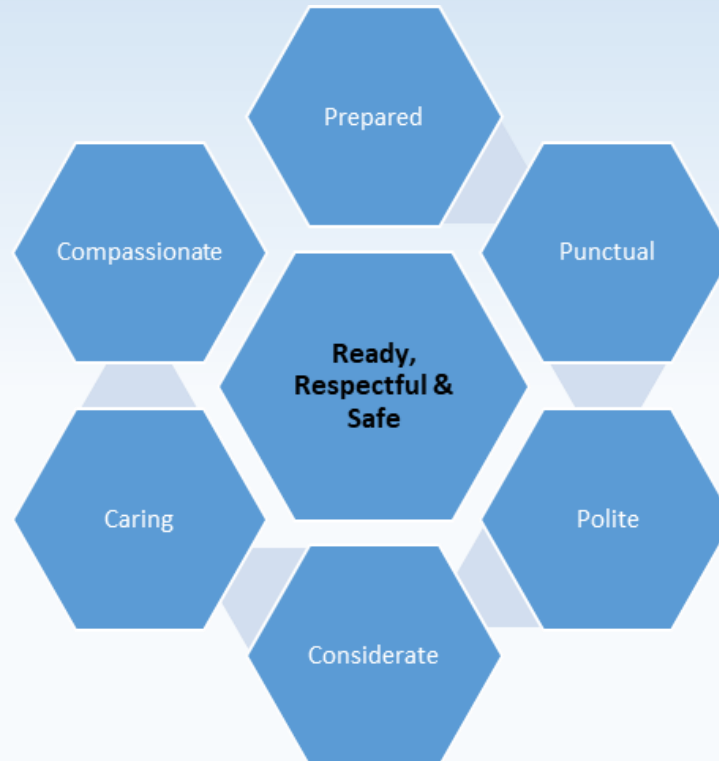 Prepared
Compassionate
Punctual
Ready,
Respectful &
Safe
Caring
Polite
Considerate